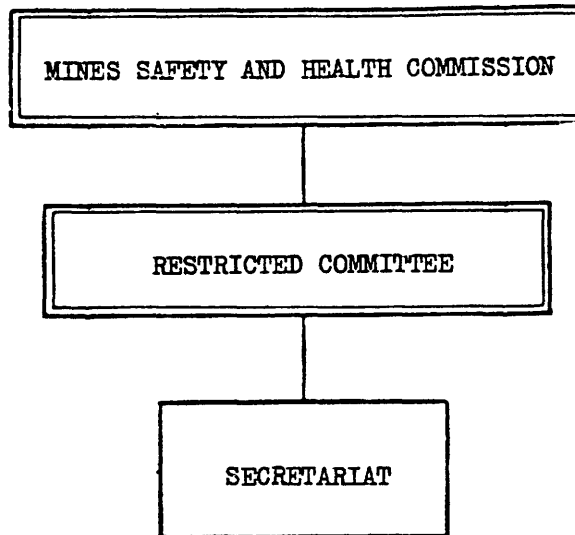 MINES SAFETY AND HEALTH COMMISSION
RESTRICTED COMMITTEE
SECRETARIAT